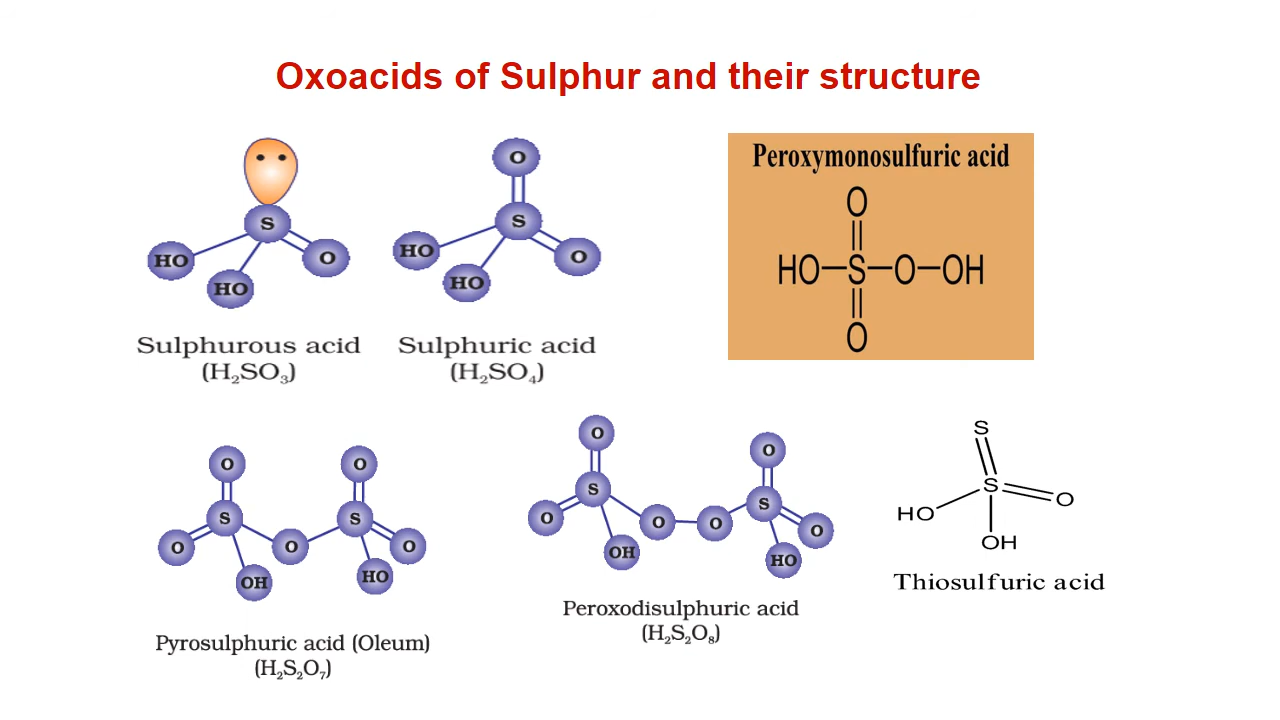 Oxoacids of Sulphur and their structure
S
HO
HO
O
Sulphurous acid
(H₂SO₃)
O
S
HO
HO
O
Sulphuric acid
(H₂SO₄)
Peroxymonosulfuric acid
O
HO–S–O–OH
O
O
O
S
S
O
O
O
OH
HO
Pyrosulphuric acid (Oleum)
(H₂S₂O₇)
O
O
S
S
O
O
O
O
OH
HO
Peroxodisulphuric acid
(H₂S₂O₈)
S
S
O
HO
OH
Thiosulfuric acid